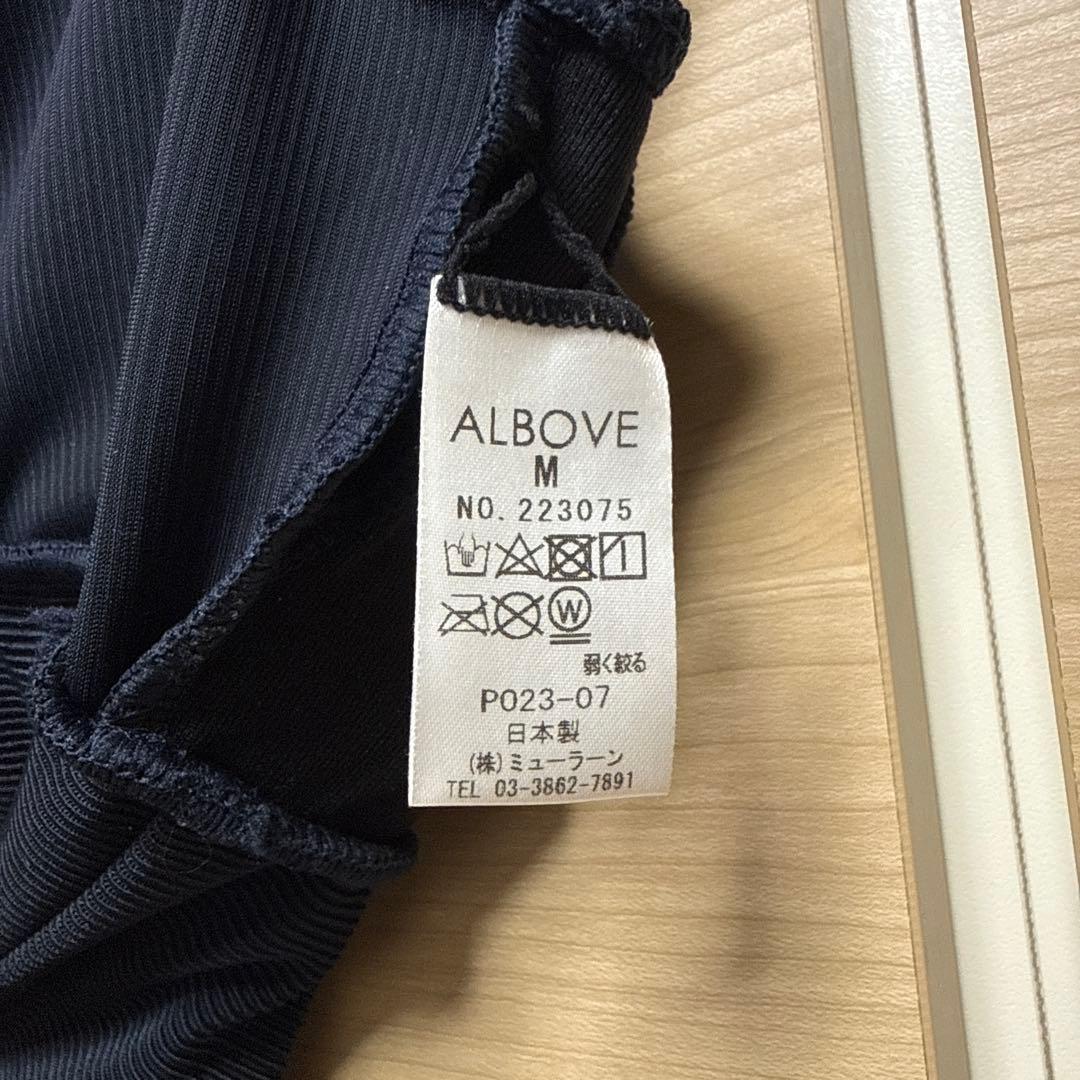 ALBOVE
M
NO. 223075
W
弱く絞る
P023-07
日本製
(株)ミューラーン
TEL 03-3862-7891